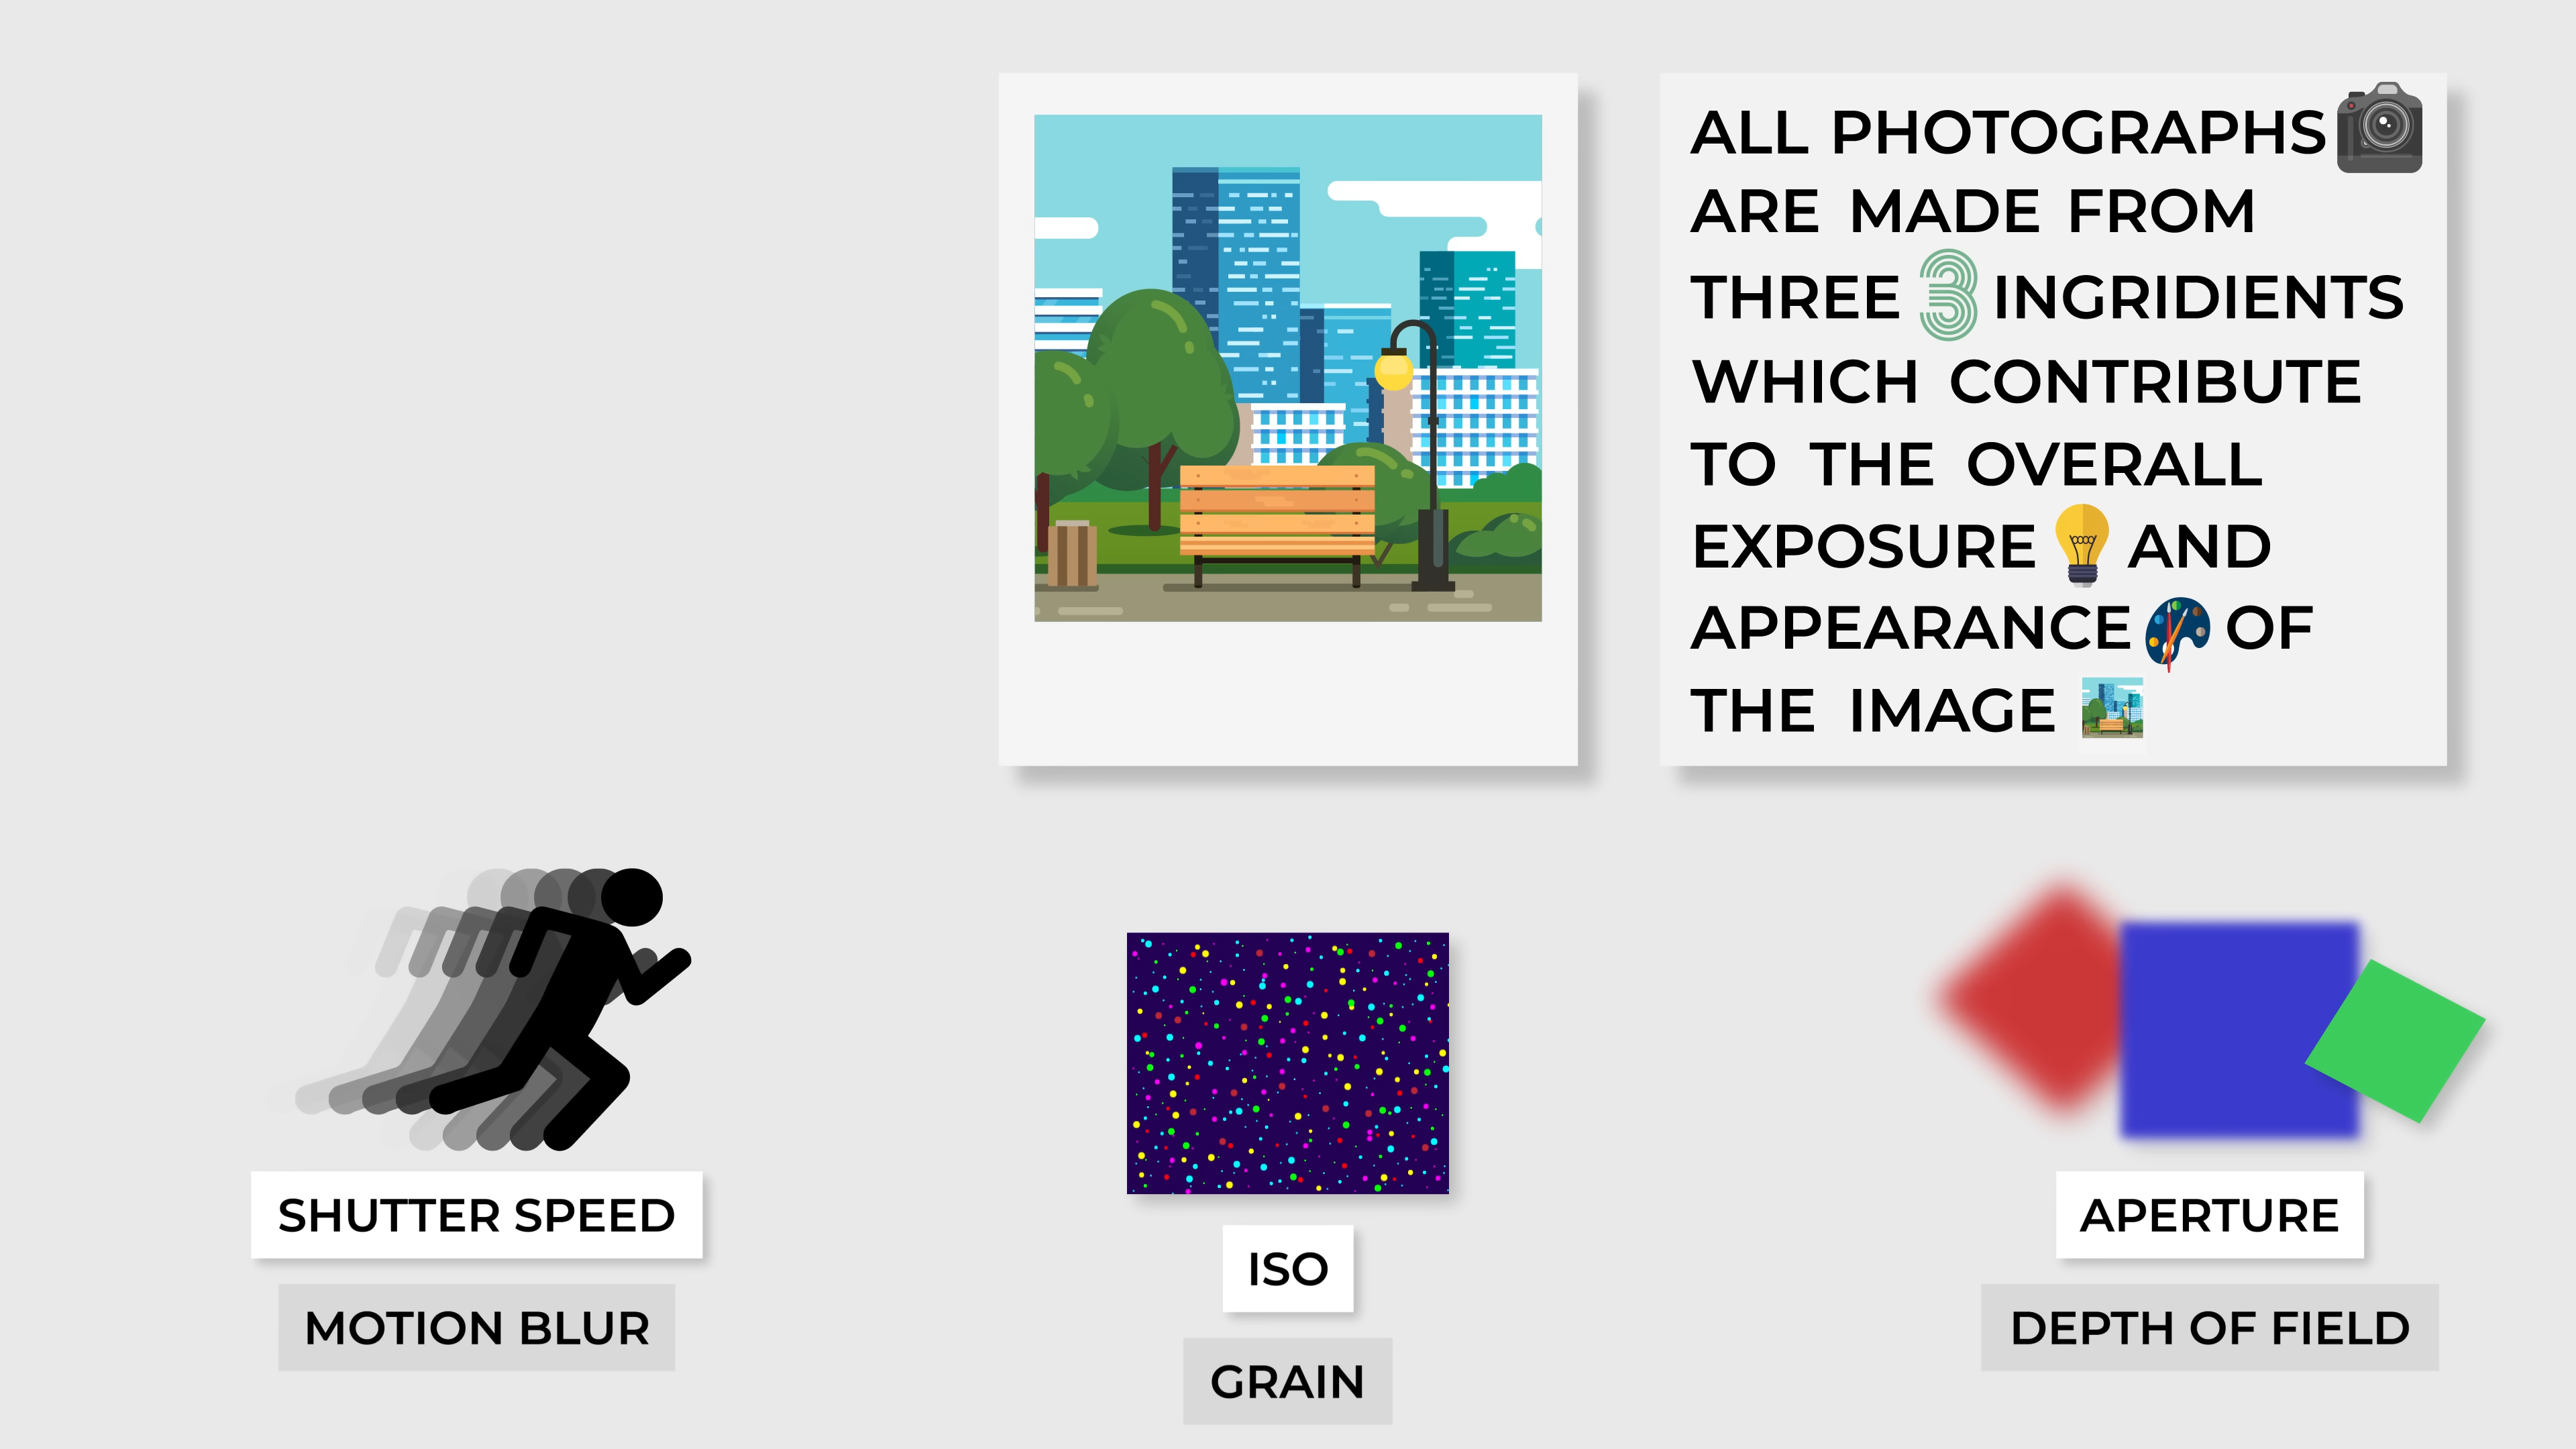 ALL PHOTOGRAPHS
ARE MADE FROM
THREE 3 INGRIDIENTS
WHICH CONTRIBUTE
TO THE OVERALL
EXPOSURE AND
APPEARANCE OF
THE IMAGE
SHUTTER SPEED
MOTION BLUR
ISO
GRAIN
APERTURE
DEPTH OF FIELD